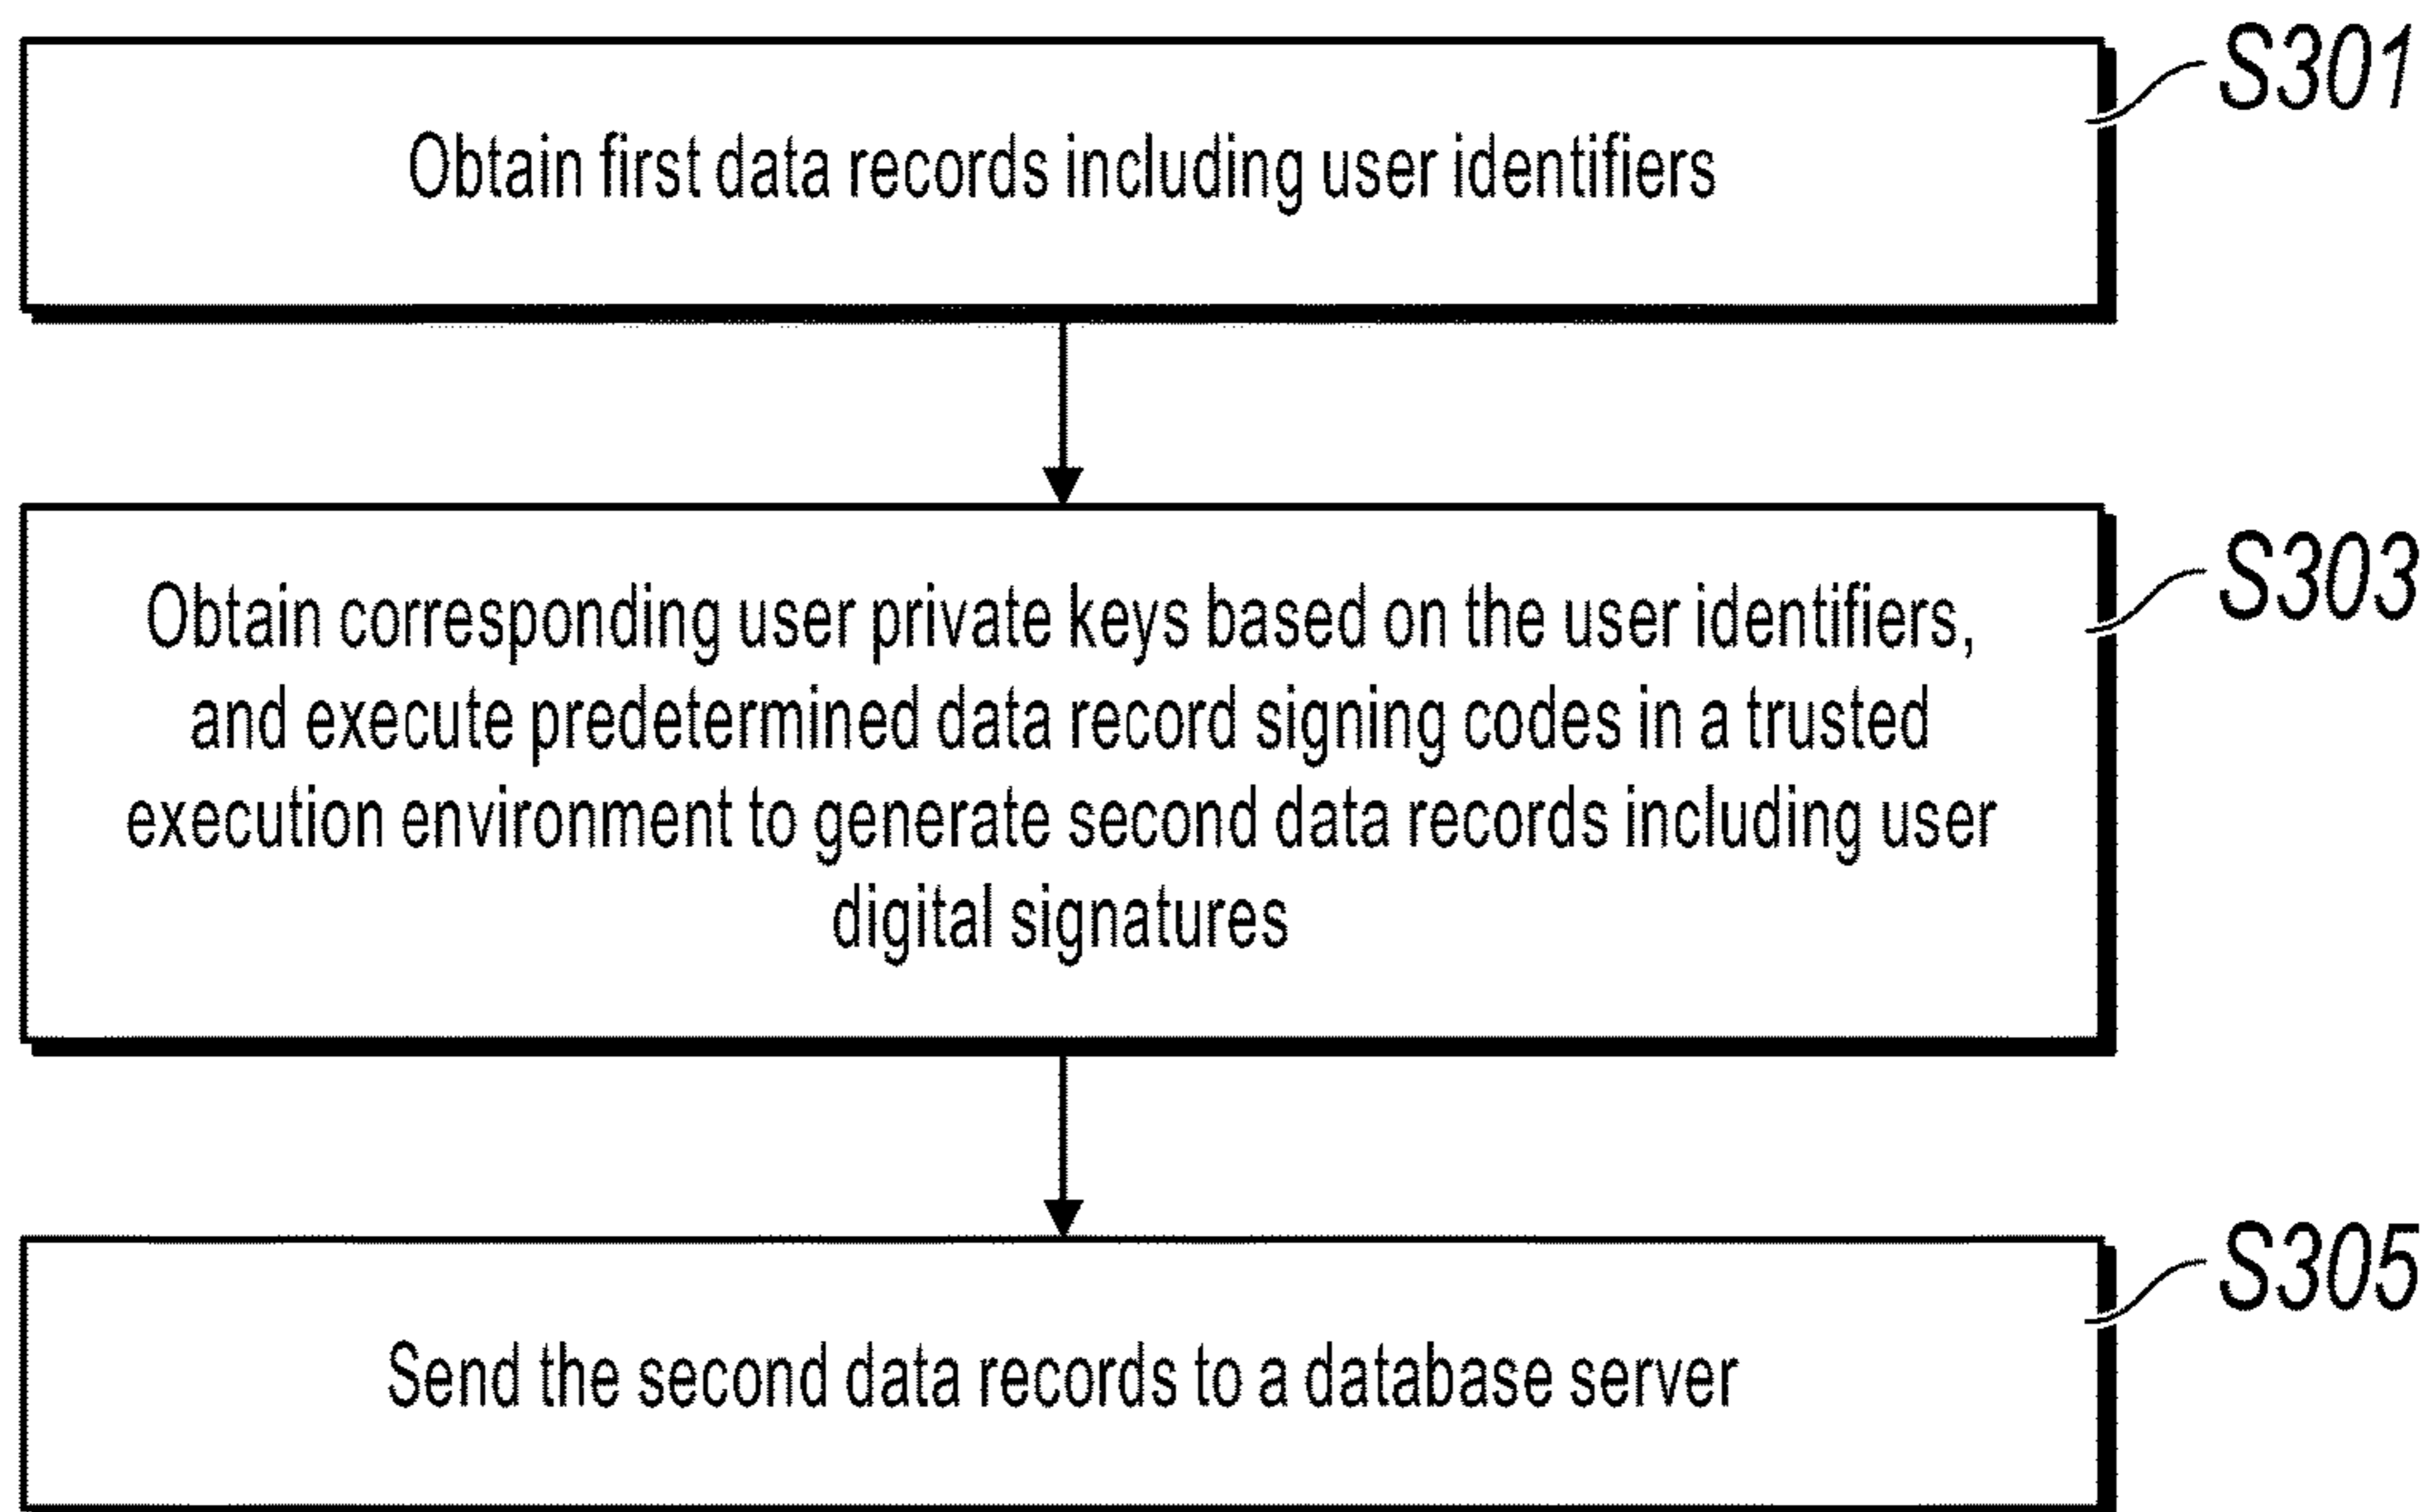 S301
Obtain first data records including user identifiers
S303
Obtain corresponding user private keys based on the user identifiers,
and execute predetermined data record signing codes in a trusted
execution environment to generate second data records including user
digital signatures
S305
Send the second data records to a database server